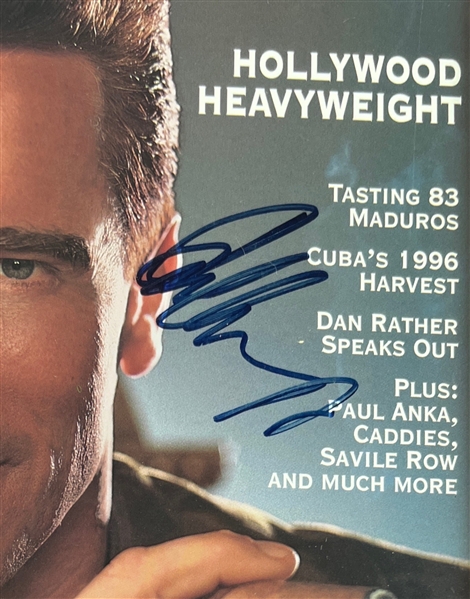 HOLLYWOOD
HEAVYWEIGHT
TASTING 83
MADUROS
CUBA'S 1996
HARVEST
DAN RATHER
SPEAKS OUT
PLUS:
PAUL ANKA,
CADDIES,
SAVILE ROW
AND MUCH MORE